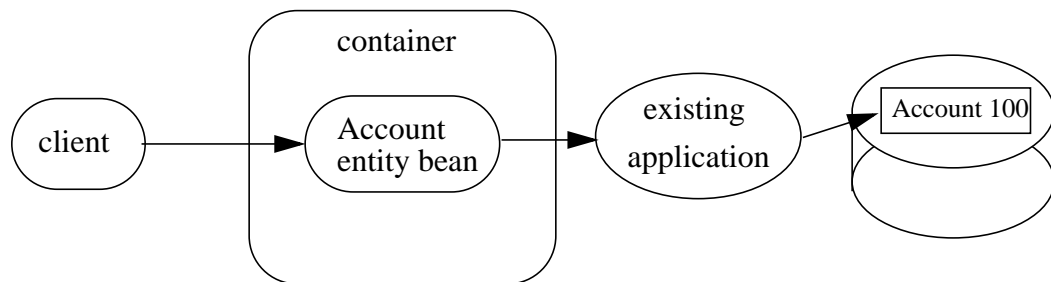 container
client
Account
entity bean
existing
application
Account 100